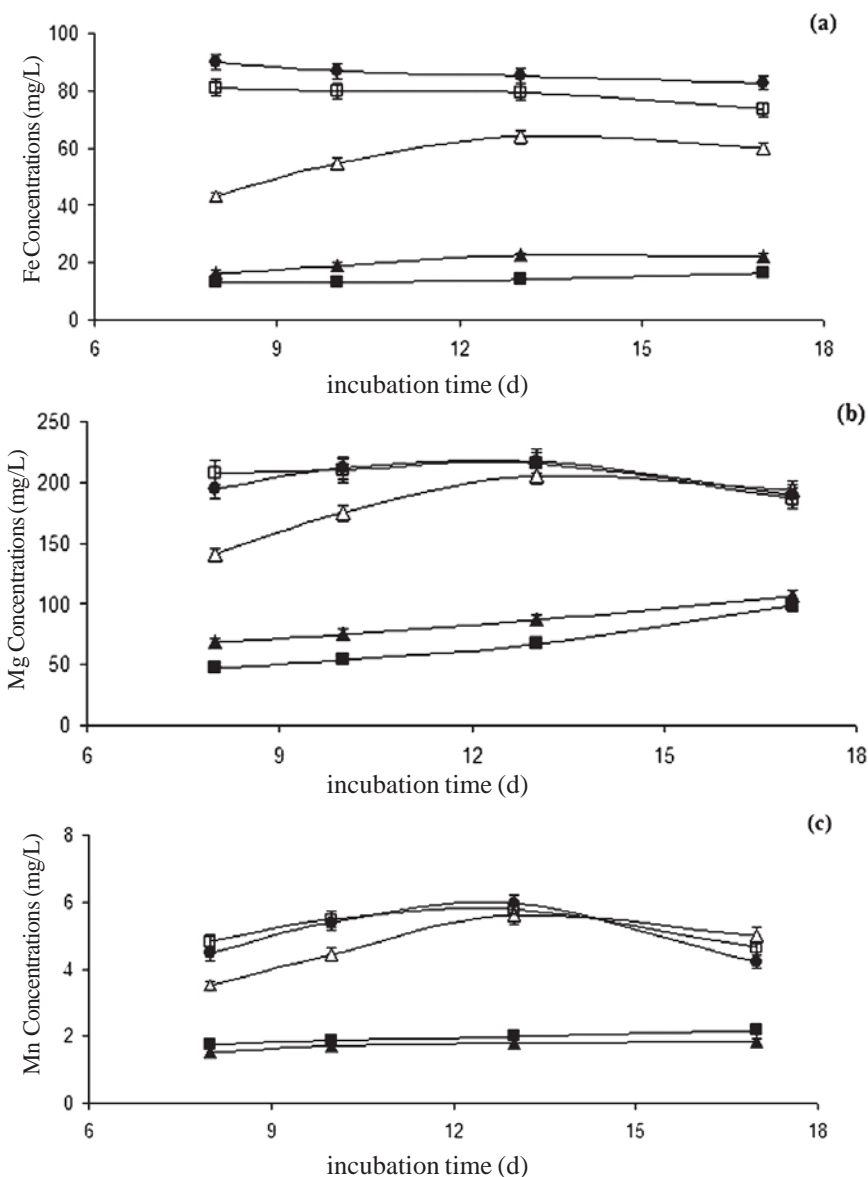 (a)
Fe Concentrations (mg/L)
100
80
60
40
20
0
6 9 12 15 18
incubation time (d)
(b)
Mg Concentrations (mg/L)
250
200
150
100
50
0
6 9 12 15 18
incubation time (d)
(c)
Mn Concentrations (mg/L)
8
6
4
2
0
6 9 12 15 18
incubation time (d)